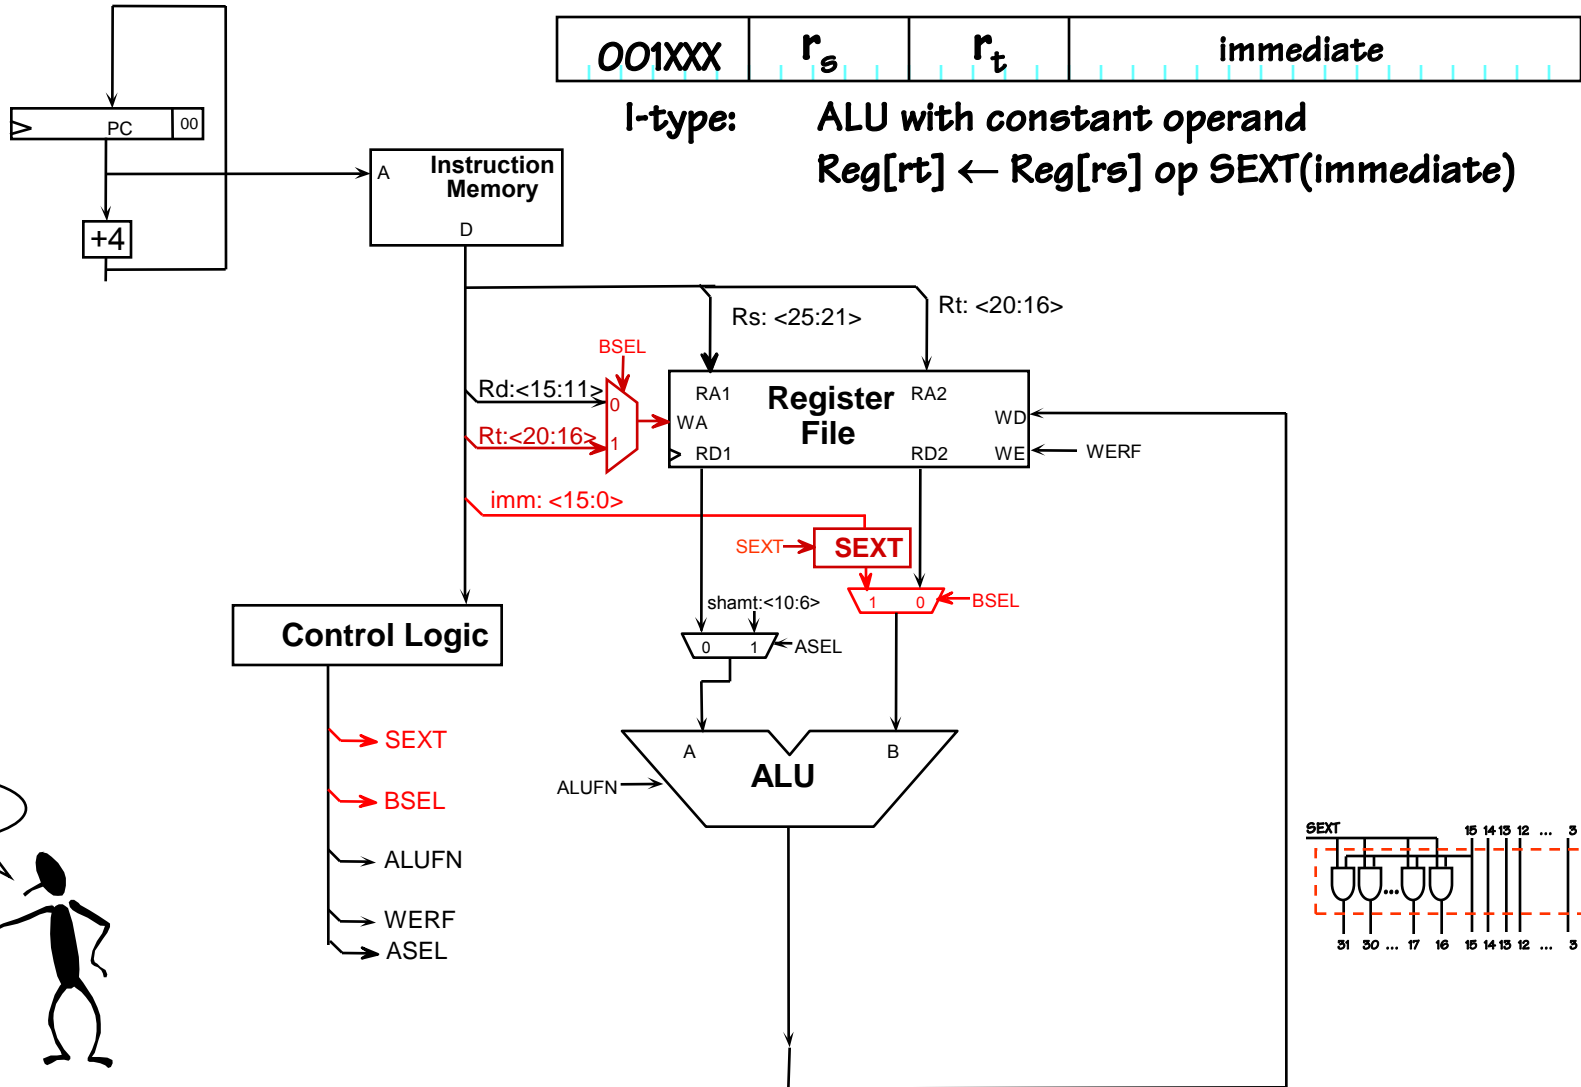 001XXX rs rt immediate
I-type: ALU with constant operand
Reg[rt] ← Reg[rs] op SEXT(immediate)
PC 00
+4
A Instruction
Memory
D
Rs: <25:21>
Rt: <20:16>
BSEL
Rd:<15:11>
0
Rt:<20:16>
1
RA1 Register RA2
WA File WD
RD1 RD2 WE
WERF
imm: <15:0>
SEXT SEXT
shamt:<10:6>
1 0 BSEL
0 1 ASEL
Control Logic
SEXT
BSEL
ALUFN
WERF
ASEL
A B
ALU
ALUFN
SEXT 15 14 13 12 ... 3
...
31 30 ... 17 16 15 14 13 12 ... 3